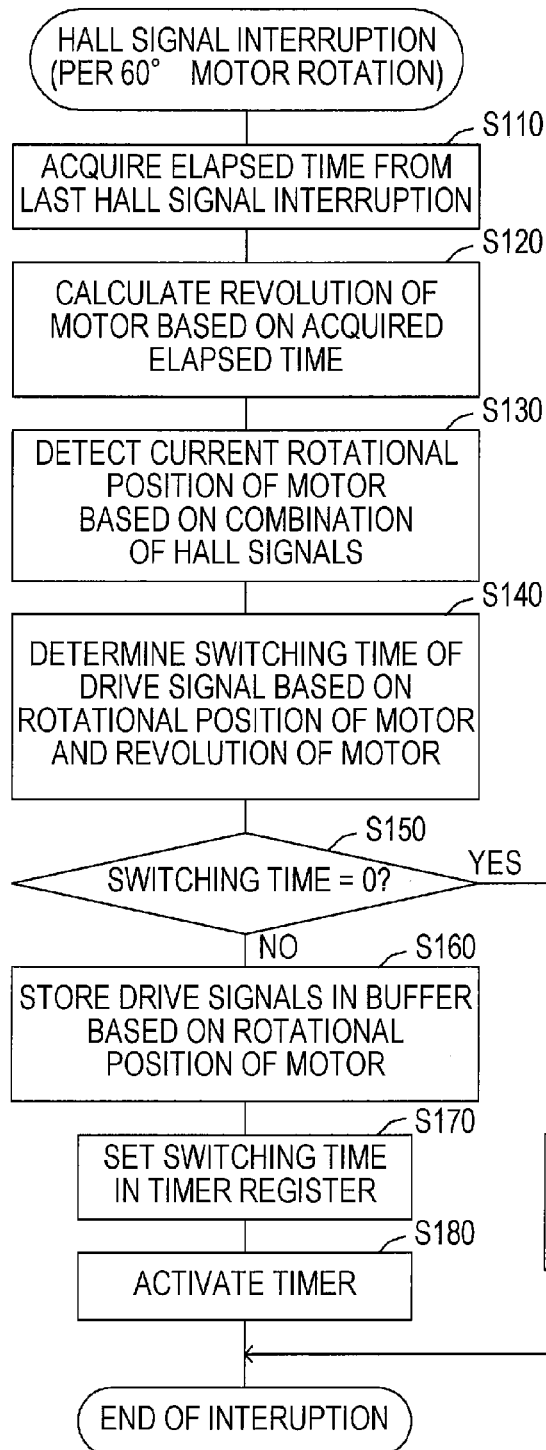 HALL SIGNAL INTERRUPTION
(PER 60° MOTOR ROTATION)
S110
ACQUIRE ELAPSED TIME FROM
LAST HALL SIGNAL INTERRUPTION
S120
CALCULATE REVOLUTION OF
MOTOR BASED ON ACQUIRED
ELAPSED TIME
S130
DETECT CURRENT ROTATIONAL
POSITION OF MOTOR
BASED ON COMBINATION
OF HALL SIGNALS
S140
DETERMINE SWITCHING TIME OF
DRIVE SIGNAL BASED ON
ROTATIONAL POSITION OF MOTOR
AND REVOLUTION OF MOTOR
S150
SWITCHING TIME = 0?
YES
NO
S160
STORE DRIVE SIGNALS IN BUFFER
BASED ON ROTATIONAL
POSITION OF MOTOR
S170
SET SWITCHING TIME
IN TIMER REGISTER
S180
ACTIVATE TIMER
END OF INTERUPTION